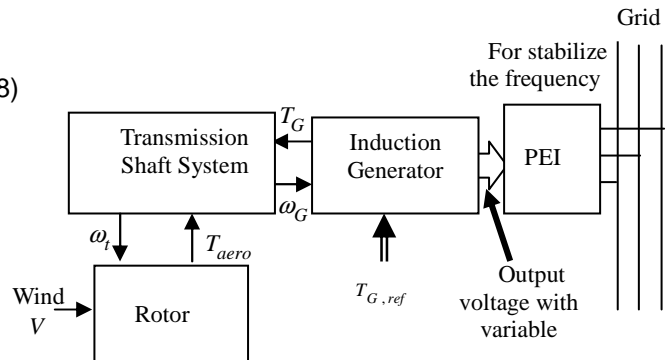 Grid
For stabilize
the frequency
8)
Transmission
Shaft System
T_G
ω_G
Induction
Generator
PEI
ω_t
T_aero
T_G,ref
Output
voltage with
variable
Wind
V
Rotor